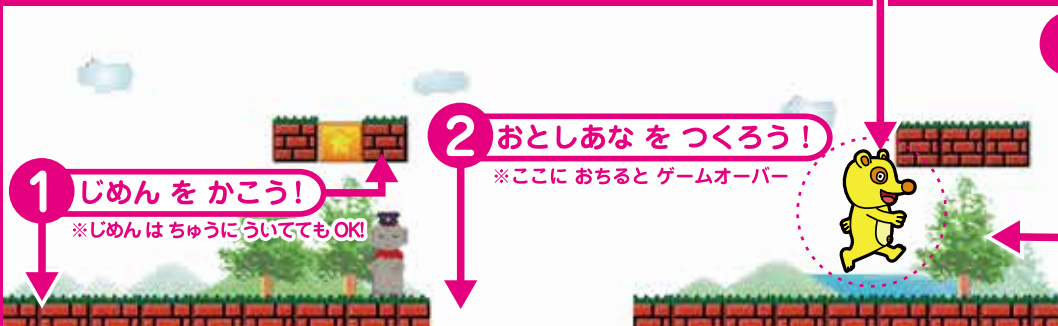 1 じめん を かこう！
※じめん は ちゅうに ういてても OK!
2 おとしあな を つくろう！
※ここに おちると ゲームオーバー